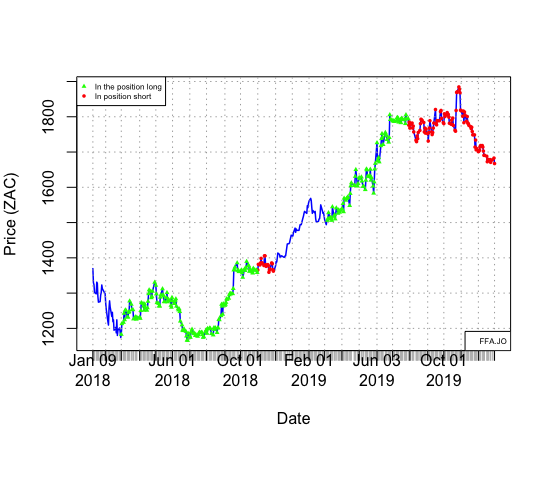 In the position long
In position short
Price (ZAC)
1800
1600
1400
1200
FFA.JO
Jan 09 Jun 01 Oct 01 Feb 01 Jun 03 Oct 01
2018 2018 2018 2019 2019 2019
Date